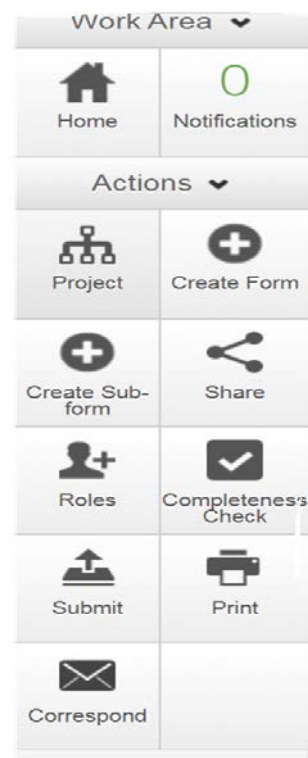 Work Area
Home
0
Notifications
Actions
Project
Create Form
Create Sub-
form
Share
Roles
Completeness
Check
Submit
Print
Correspond